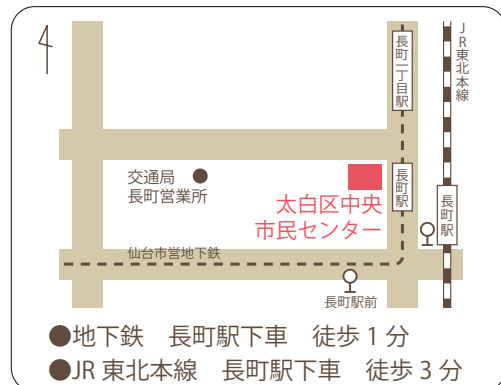 長町一丁目駅
JR東北本線
長町駅
長町駅
交通局
長町営業所
太白区中央
市民センター
仙台市営地下鉄
長町駅前
●地下鉄　長町駅下車　徒歩1分
●JR東北本線　長町駅下車　徒歩3分